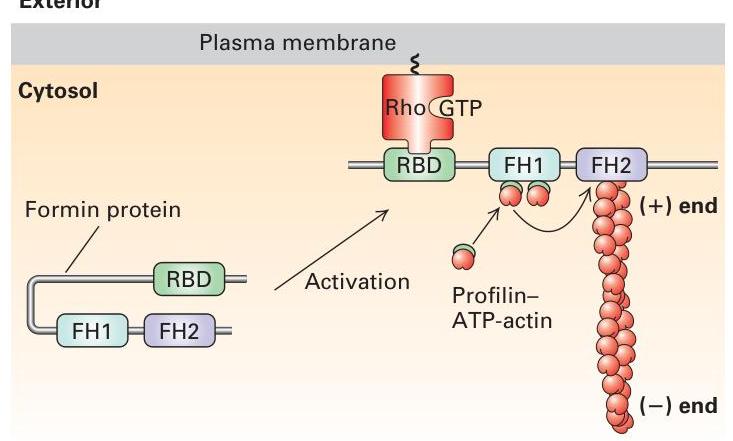 Exterior
Plasma membrane
Cytosol
Rho GTP
RBD FH1 FH2
(+) end
Formin protein
RBD
Activation
Profilin–
ATP-actin
FH1 FH2
(−) end